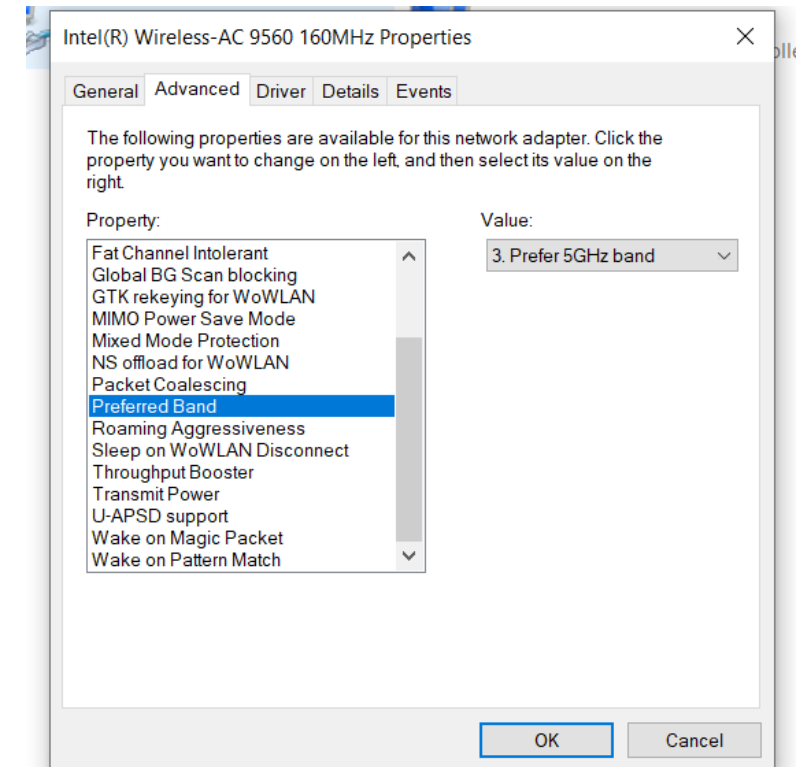 Intel(R) Wireless-AC 9560 160MHz Properties
General Advanced Driver Details Events
The following properties are available for this network adapter. Click the
property you want to change on the left, and then select its value on the
right.
Property:
Value:
Fat Channel Intolerant
Global BG Scan blocking
GTK rekeying for WoWLAN
MIMO Power Save Mode
Mixed Mode Protection
NS offload for WoWLAN
Packet Coalescing
Preferred Band
Roaming Aggressiveness
Sleep on WoWLAN Disconnect
Throughput Booster
Transmit Power
U-APSD support
Wake on Magic Packet
Wake on Pattern Match
3. Prefer 5GHz band
OK Cancel